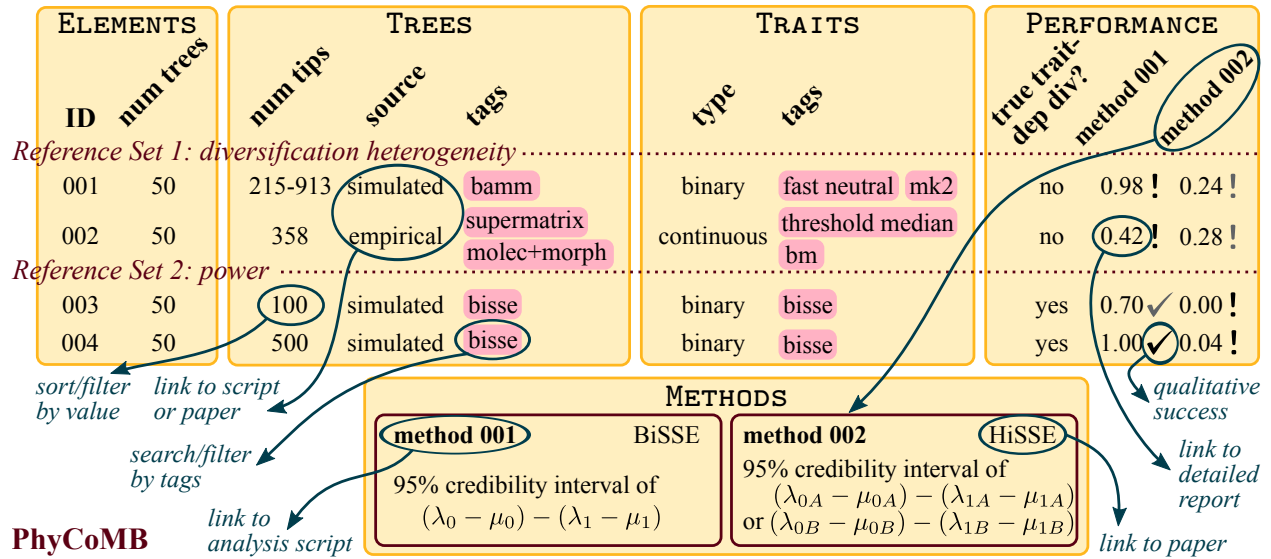 ELEMENTS
TREES
TRAITS
PERFORMANCE
ID
num trees
num tips
source
tags
type
tags
true trait-
dep div?
method 001
method 002
Reference Set 1: diversification heterogeneity
001 50 215-913 simulated bamm binary fast neutral mk2 no 0.98 ! 0.24 !
002 50 358 empirical supermatrix molec+morph continuous threshold median bm no 0.42 ! 0.28 !
Reference Set 2: power
003 50 100 simulated bisse binary bisse yes 0.70 ✓ 0.00 !
004 50 500 simulated bisse binary bisse yes 1.00 ✓ 0.04 !
sort/filter
by value
link to script
or paper
search/filter
by tags
link to
analysis script
qualitative
success
link to
detailed
report
link to paper
METHODS
method 001 BiSSE
95% credibility interval of
(λ₀ − μ₀) − (λ₁ − μ₁)
method 002 HiSSE
95% credibility interval of
(λ₀A − μ₀A) − (λ₁A − μ₁A)
or (λ₀B − μ₀B) − (λ₁B − μ₁B)
PhyCoMB